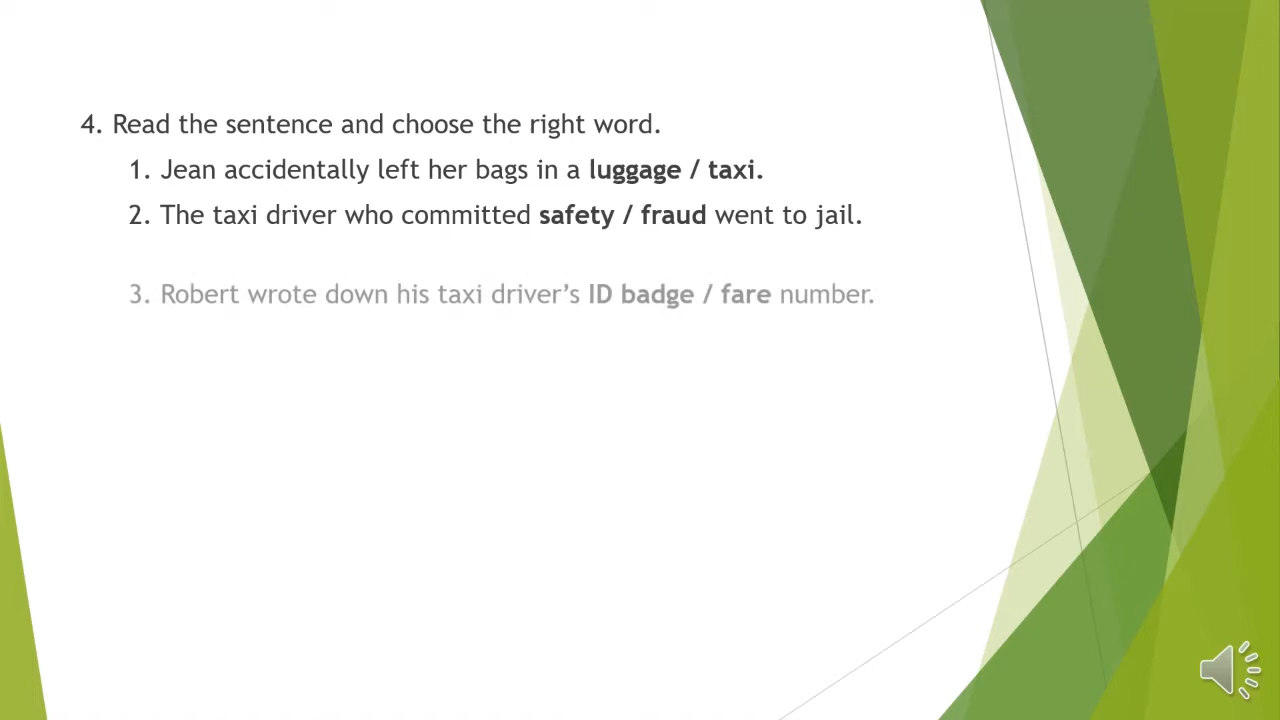 4. Read the sentence and choose the right word.
1. Jean accidentally left her bags in a luggage / taxi.
2. The taxi driver who committed safety / fraud went to jail.
3. Robert wrote down his taxi driver’s ID badge / fare number.